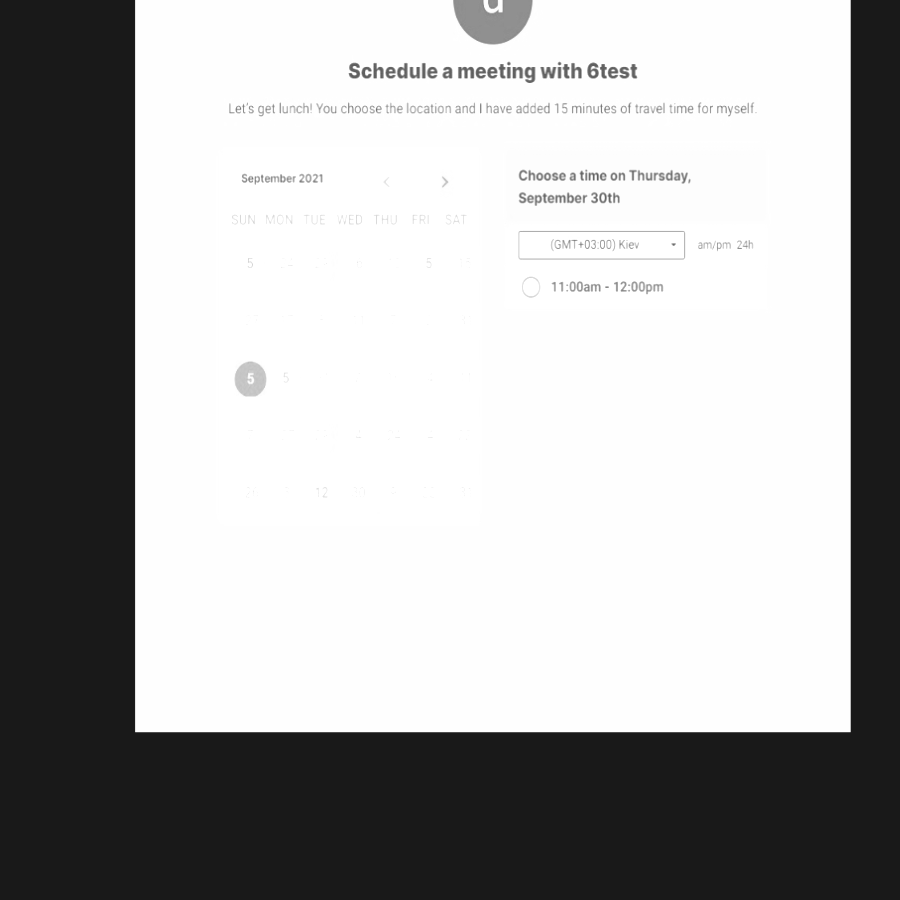 d
Schedule a meeting with 6test
Let's get lunch! You choose the location and I have added 15 minutes of travel time for myself.
September 2021
SUN MON TUE WED THU FRI SAT
5 5
5 5
12
Choose a time on Thursday,
September 30th
(GMT+03:00) Kiev am/pm 24h
11:00am - 12:00pm